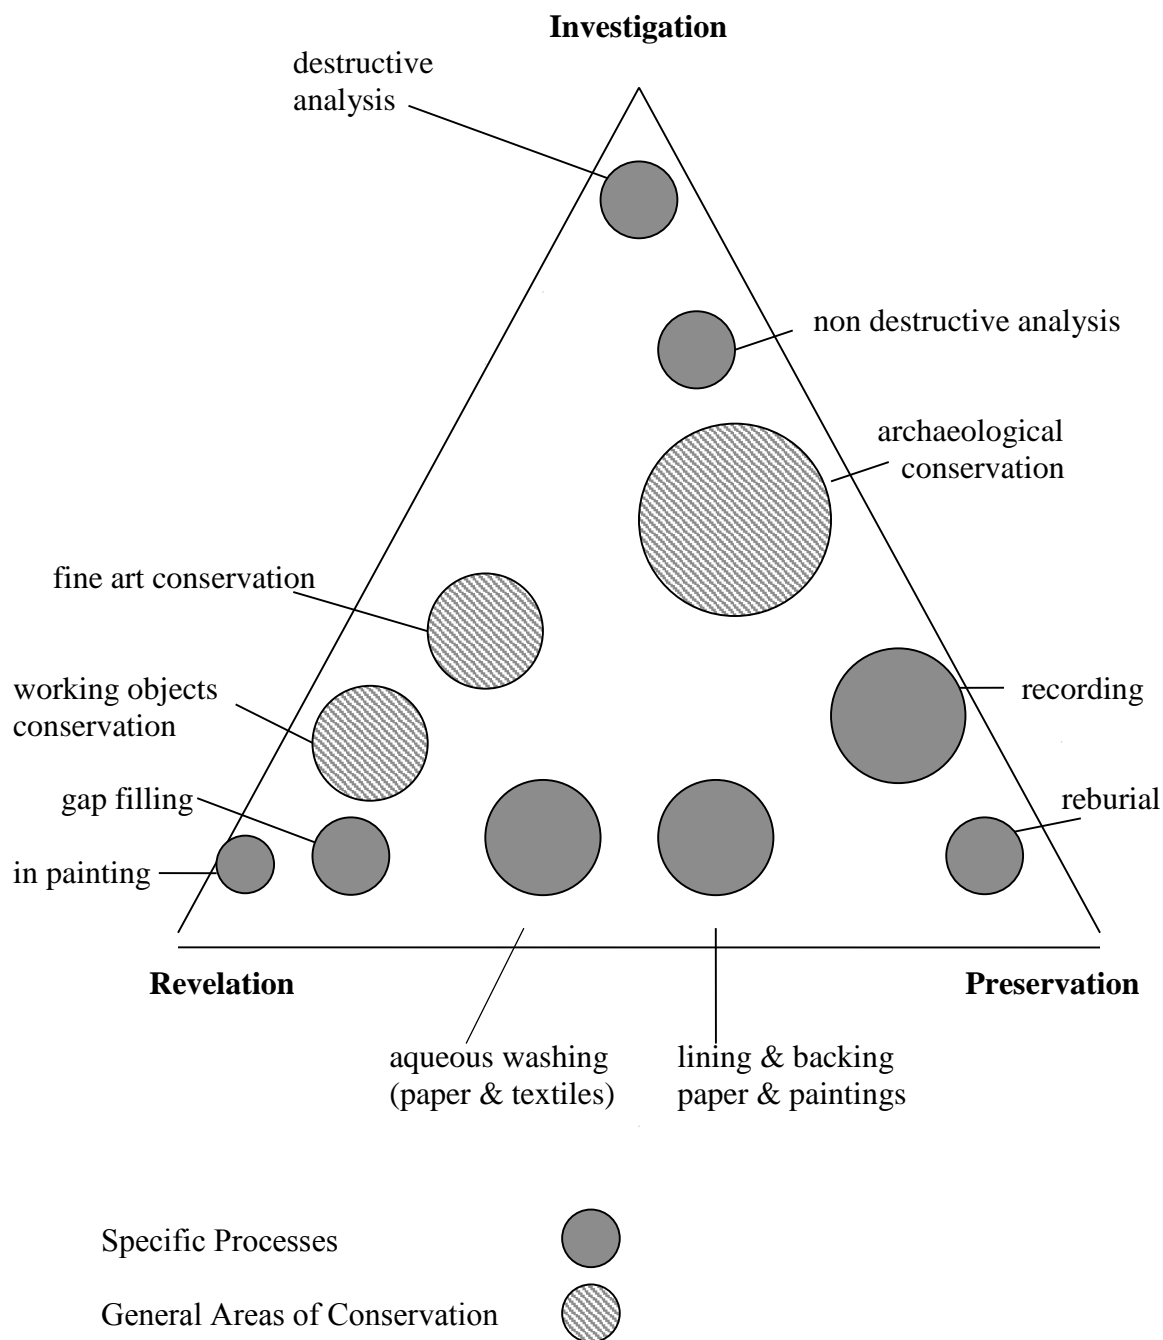 Investigation
destructive
analysis
non destructive analysis
archaeological
conservation
fine art conservation
working objects
conservation
recording
gap filling
reburial
in painting
Revelation
Preservation
aqueous washing
(paper & textiles)
lining & backing
paper & paintings
Specific Processes
General Areas of Conservation